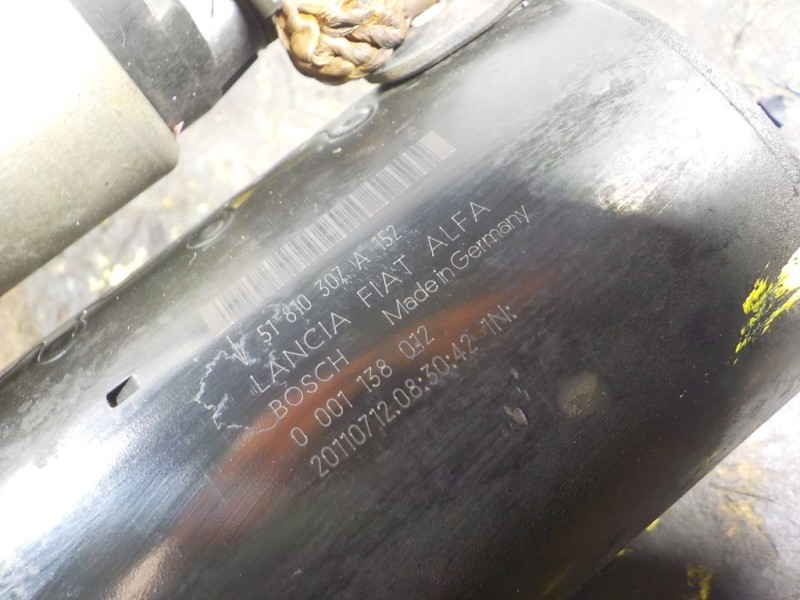 V 51 810 307 A 152
LANCIA FIAT ALFA
BOSCH Made in Germany
0 001 138 012
20110712.08:30:42 1N: